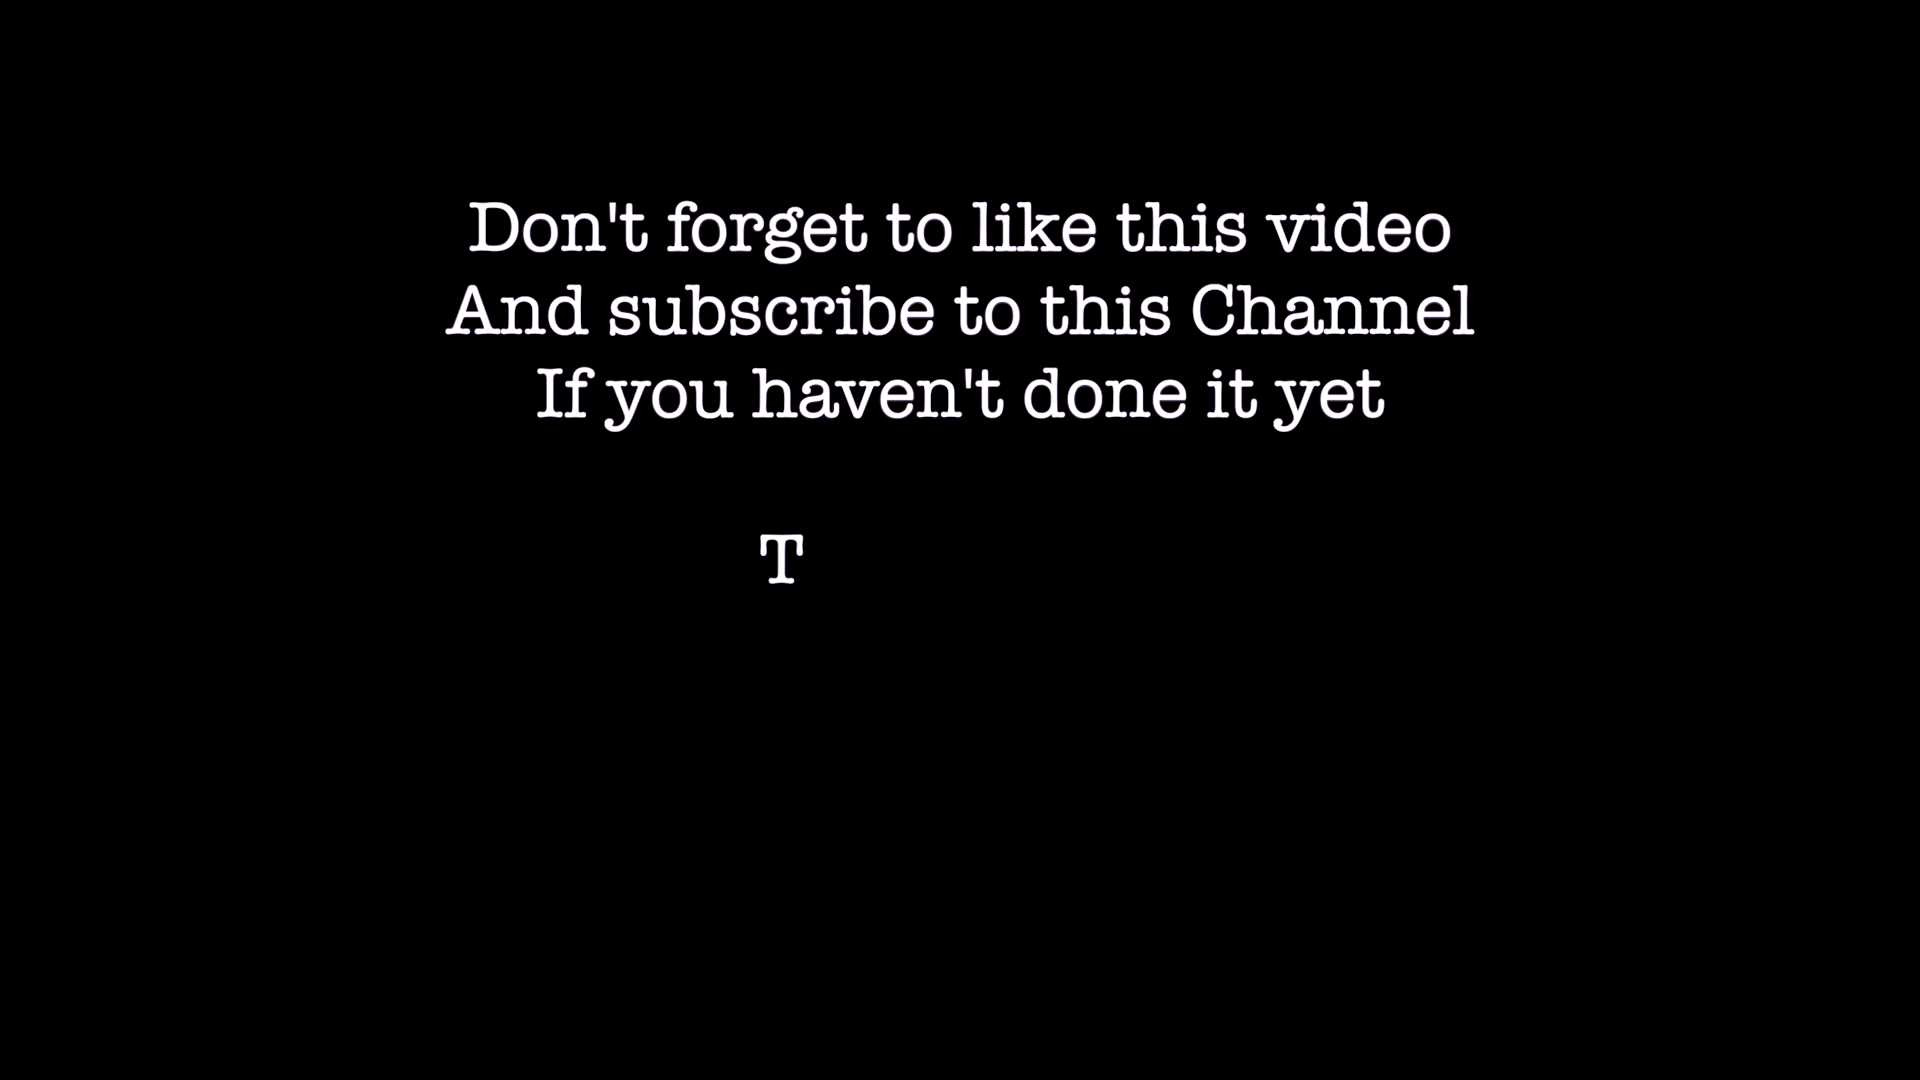 Don't forget to like this video
And subscribe to this Channel
If you haven't done it yet
T